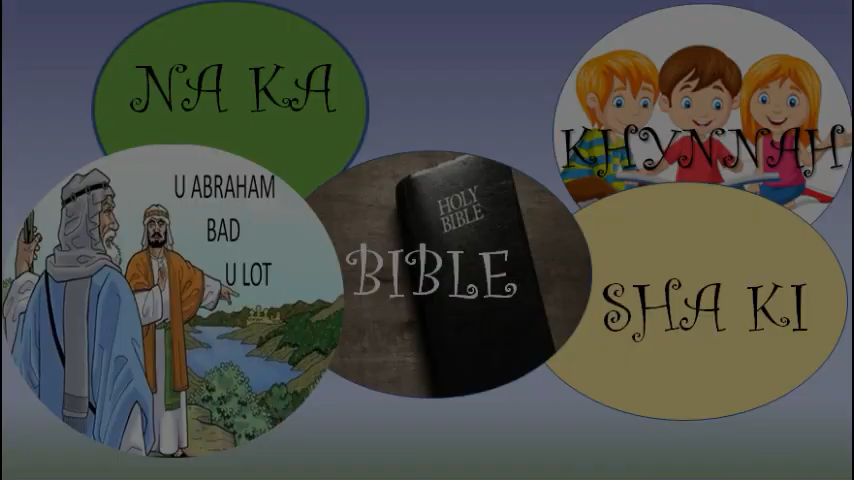 NA KA
U ABRAHAM
BAD
U LOT
HOLY
BIBLE
BIBLE
SHA KI
KHYNNAH